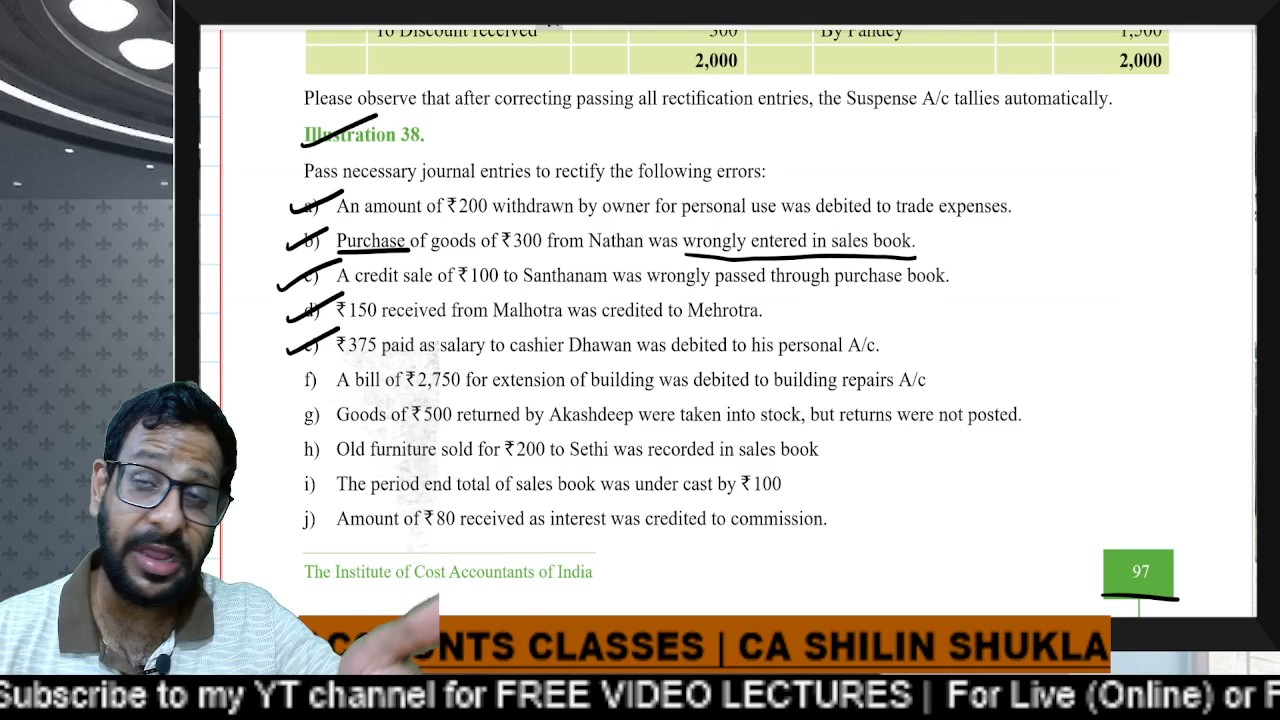 To Discount received 300 By Pandey 1,500
2,000 2,000
Please observe that after correcting passing all rectification entries, the Suspense A/c tallies automatically.
Illustration 38.
Pass necessary journal entries to rectify the following errors:
a) An amount of ₹200 withdrawn by owner for personal use was debited to trade expenses.
b) Purchase of goods of ₹300 from Nathan was wrongly entered in sales book.
c) A credit sale of ₹100 to Santhanam was wrongly passed through purchase book.
d) ₹150 received from Malhotra was credited to Mehrotra.
e) ₹375 paid as salary to cashier Dhawan was debited to his personal A/c.
f) A bill of ₹2,750 for extension of building was debited to building repairs A/c
g) Goods of ₹500 returned by Akashdeep were taken into stock, but returns were not posted.
h) Old furniture sold for ₹200 to Sethi was recorded in sales book
i) The period end total of sales book was under cast by ₹100
j) Amount of ₹80 received as interest was credited to commission.
The Institute of Cost Accountants of India 97
CLASSES | CA SHILIN SHUKLA
Subscribe to my YT channel for FREE VIDEO LECTURES | For Live (Online) or